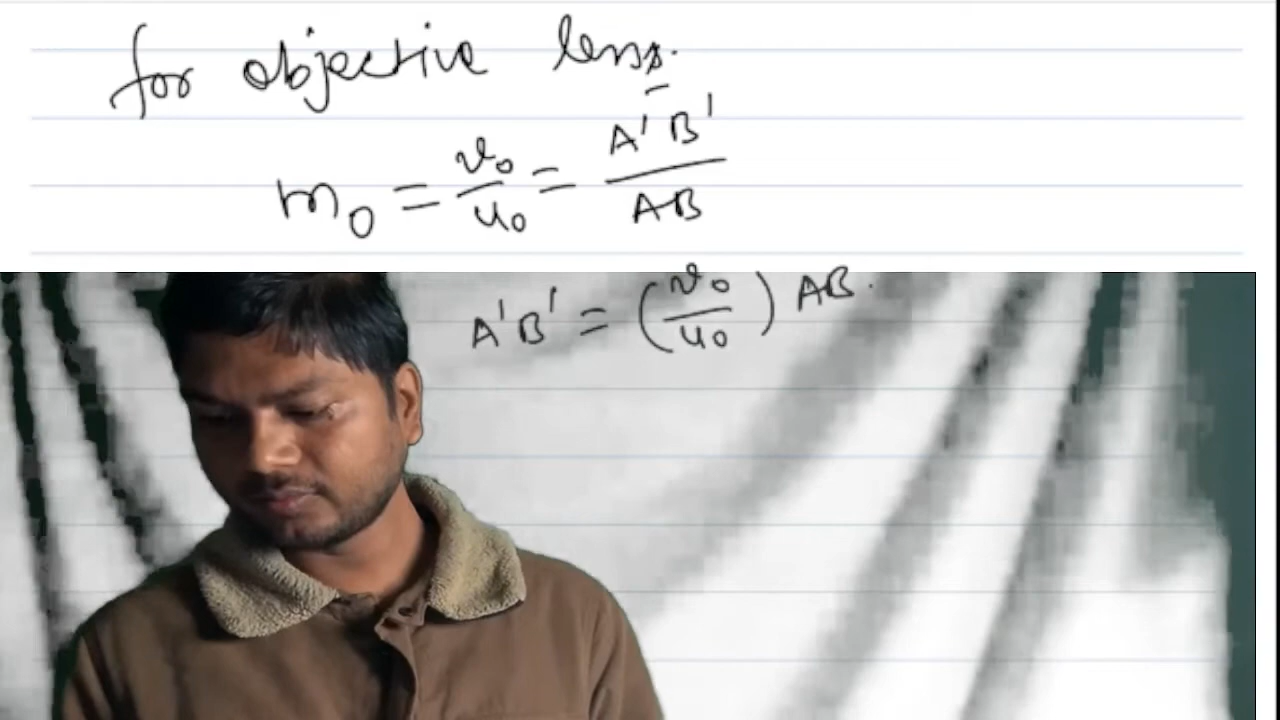 for objective lens.
m₀ = v₀/u₀ = A'B'/AB
A'B' = (v₀/u₀) AB.